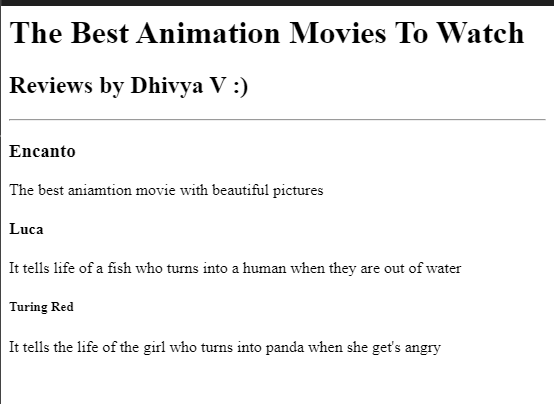 The Best Animation Movies To Watch
Reviews by Dhivya V :)
Encanto
The best aniamtion movie with beautiful pictures
Luca
It tells life of a fish who turns into a human when they are out of water
Turing Red
It tells the life of the girl who turns into panda when she get's angry